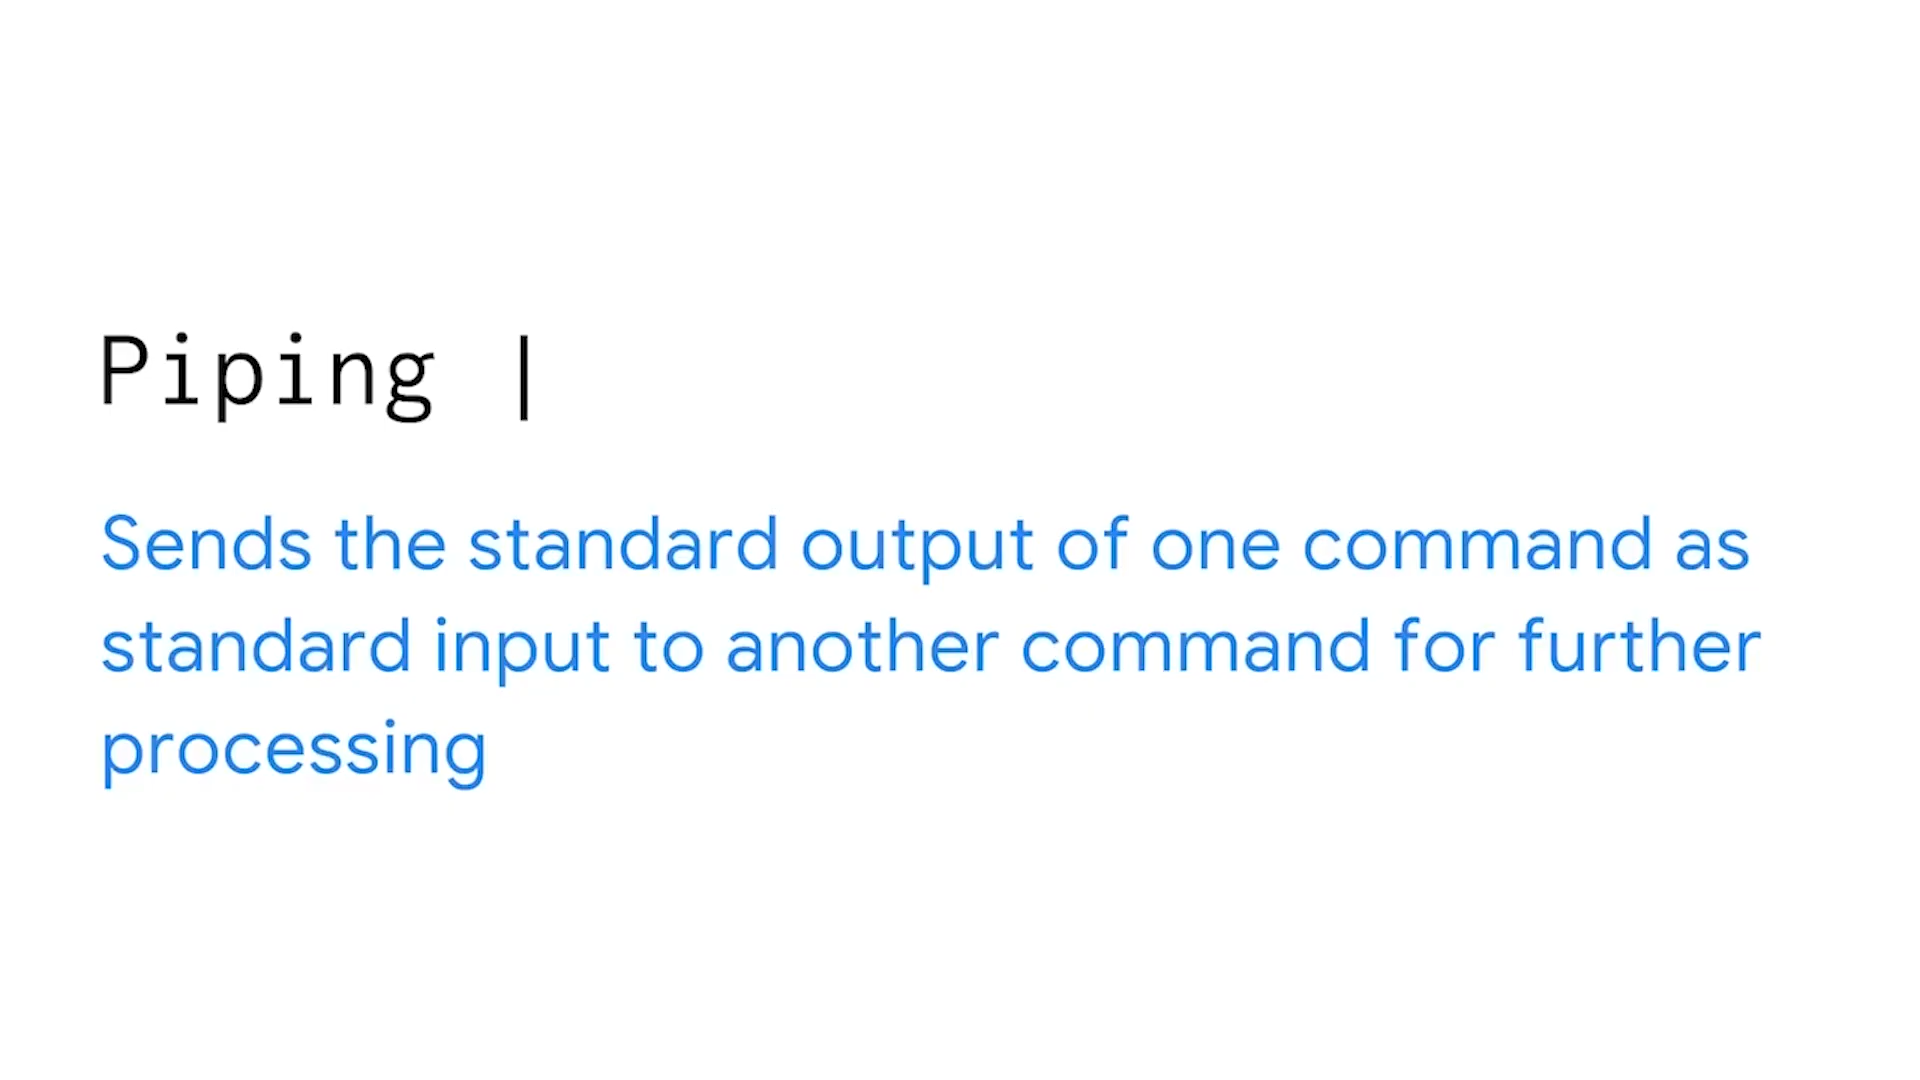 Piping |
Sends the standard output of one command as
standard input to another command for further
processing